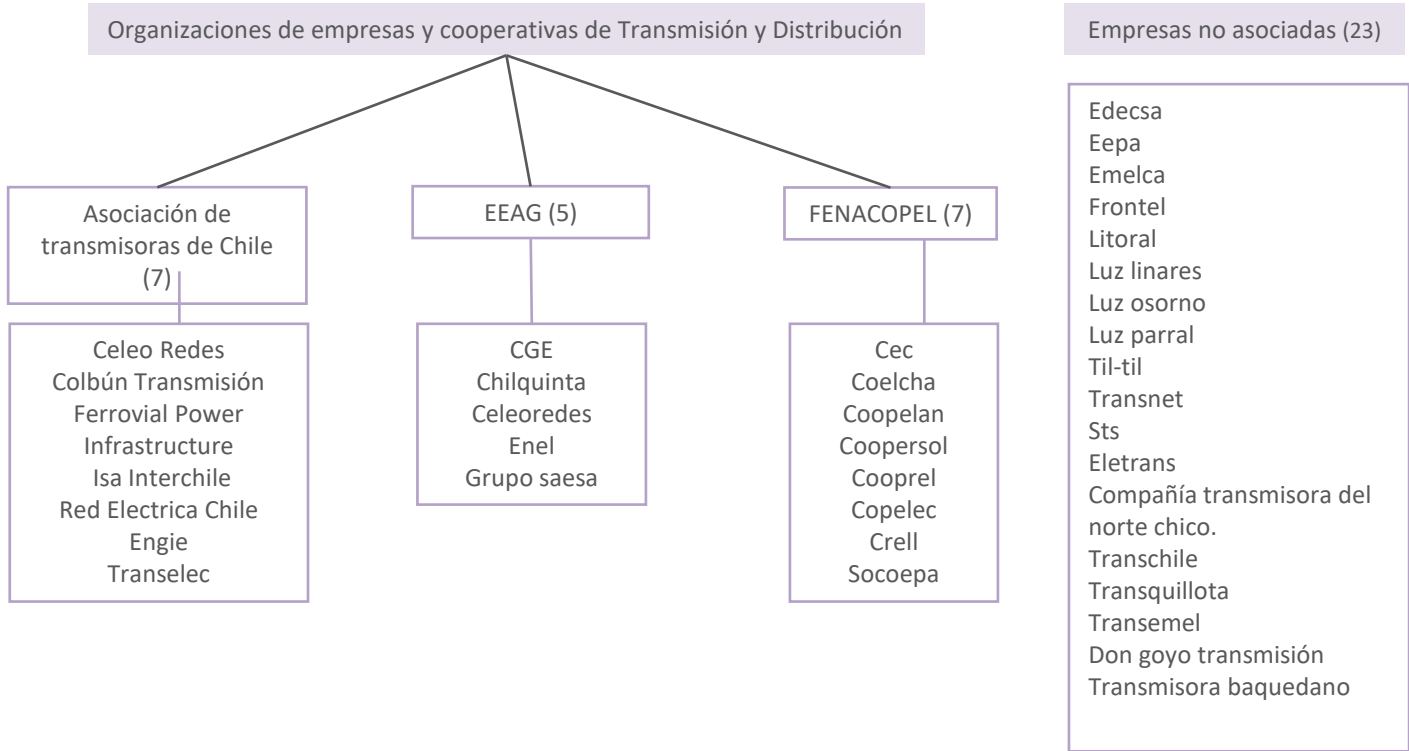 Organizaciones de empresas y cooperativas de Transmisión y Distribución
Empresas no asociadas (23)
Asociación de
transmisoras de Chile
(7)
EEAG (5)
FENACOPEL (7)
Celeo Redes
Colbún Transmisión
Ferrovial Power
Infrastructure
Isa Interchile
Red Electrica Chile
Engie
Transelec
CGE
Chilquinta
Celeoredes
Enel
Grupo saesa
Cec
Coelcha
Coopelan
Coopersol
Cooprel
Copelec
Crell
Socoepa
Edecsa
Eepa
Emelca
Frontel
Litoral
Luz linares
Luz osorno
Luz parral
Til-til
Transnet
Sts
Eletrans
Compañía transmisora del
norte chico.
Transchile
Transquillota
Transemel
Don goyo transmisión
Transmisora baquedano